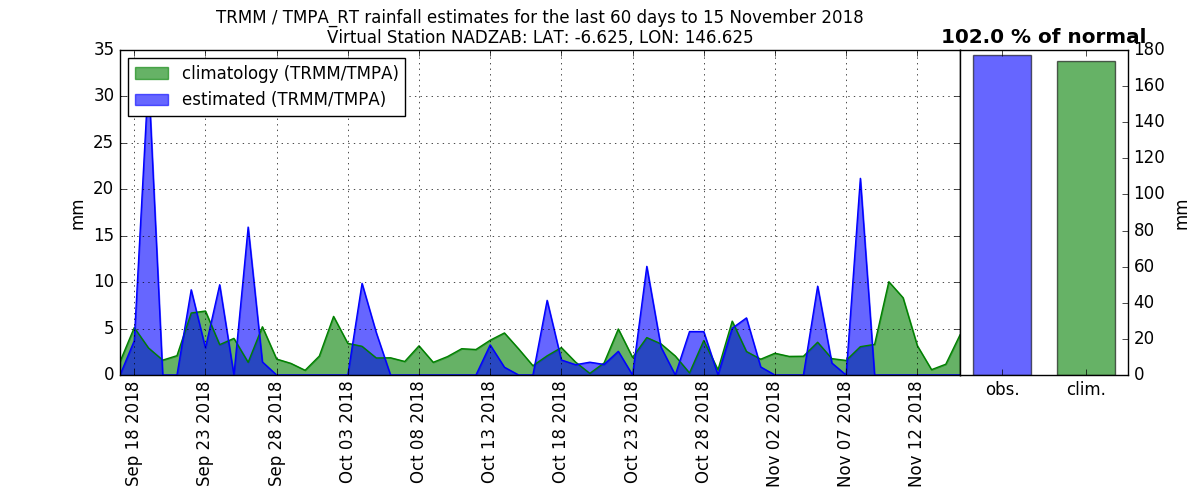 TRMM / TMPA_RT rainfall estimates for the last 60 days to 15 November 2018
Virtual Station NADZAB: LAT: -6.625, LON: 146.625
102.0 % of normal
climatology (TRMM/TMPA)
estimated (TRMM/TMPA)
35
30
25
20
15
10
5
0
mm
180
160
140
120
100
80
60
40
20
0
mm
Sep 18 2018
Sep 23 2018
Sep 28 2018
Oct 03 2018
Oct 08 2018
Oct 13 2018
Oct 18 2018
Oct 23 2018
Oct 28 2018
Nov 02 2018
Nov 07 2018
Nov 12 2018
obs.
clim.